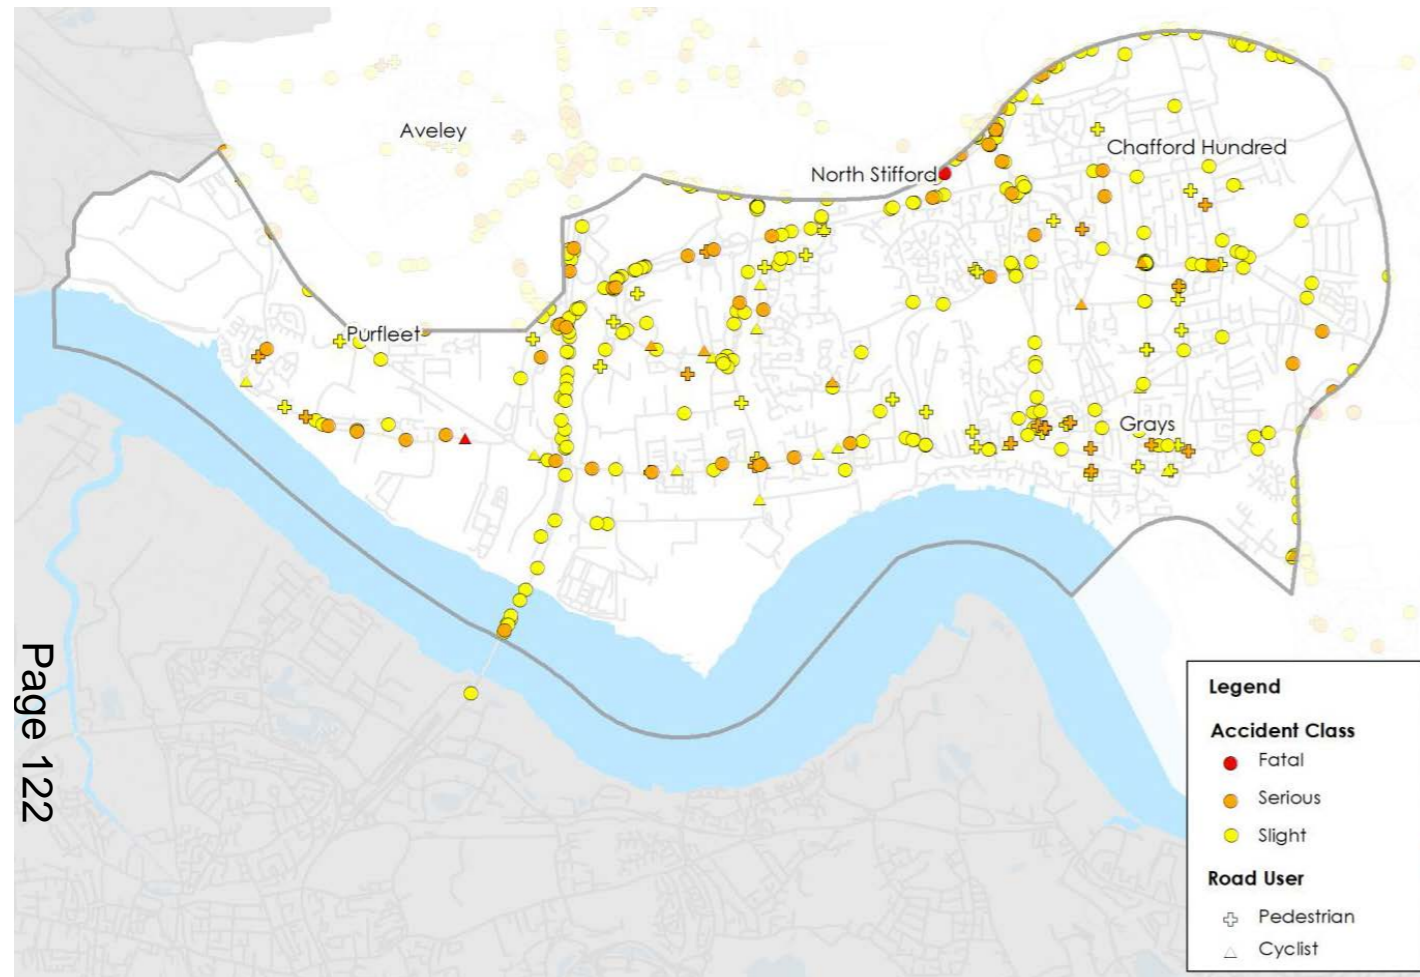 Aveley
North Stifford
Chafford Hundred
Purfleet
Grays
Page 122
Legend
Accident Class
Fatal
Serious
Slight
Road User
Pedestrian
Cyclist